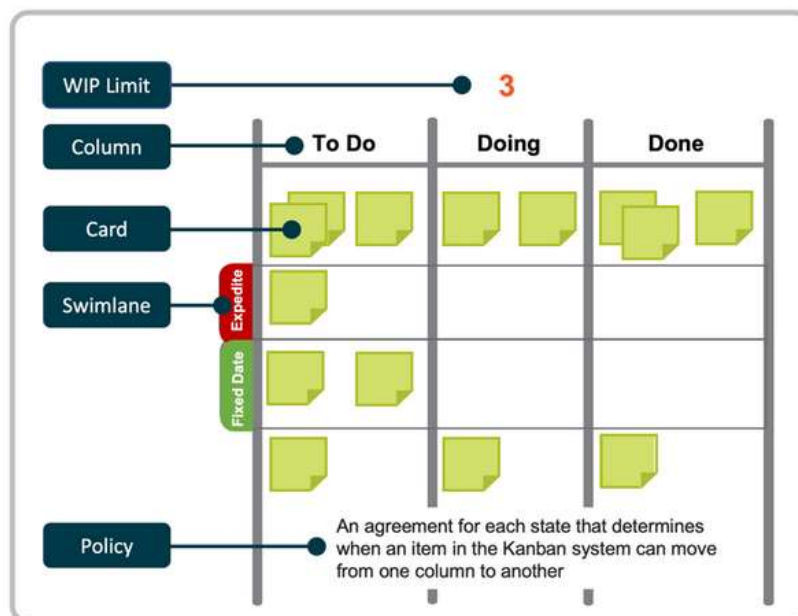 WIP Limit
3
Column
To Do
Doing
Done
Card
Swimlane
Expedite
Fixed Date
Policy
An agreement for each state that determines
when an item in the Kanban system can move
from one column to another